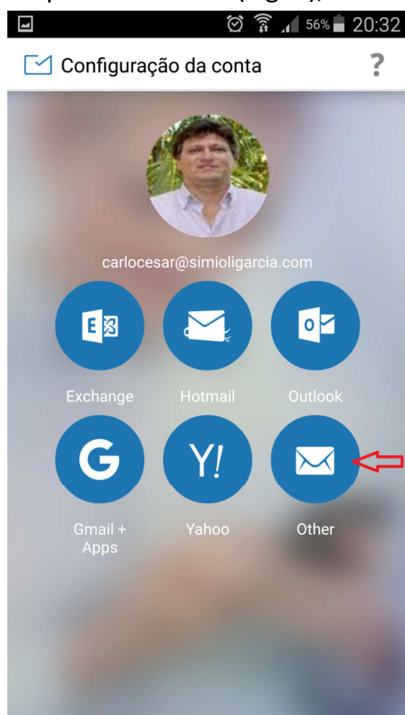 56% 20:32
Configuração da conta ?
carlocesar@simioligarcia.com
E
o
Exchange Hotmail Outlook
G Y!
Gmail + Yahoo Other
Apps